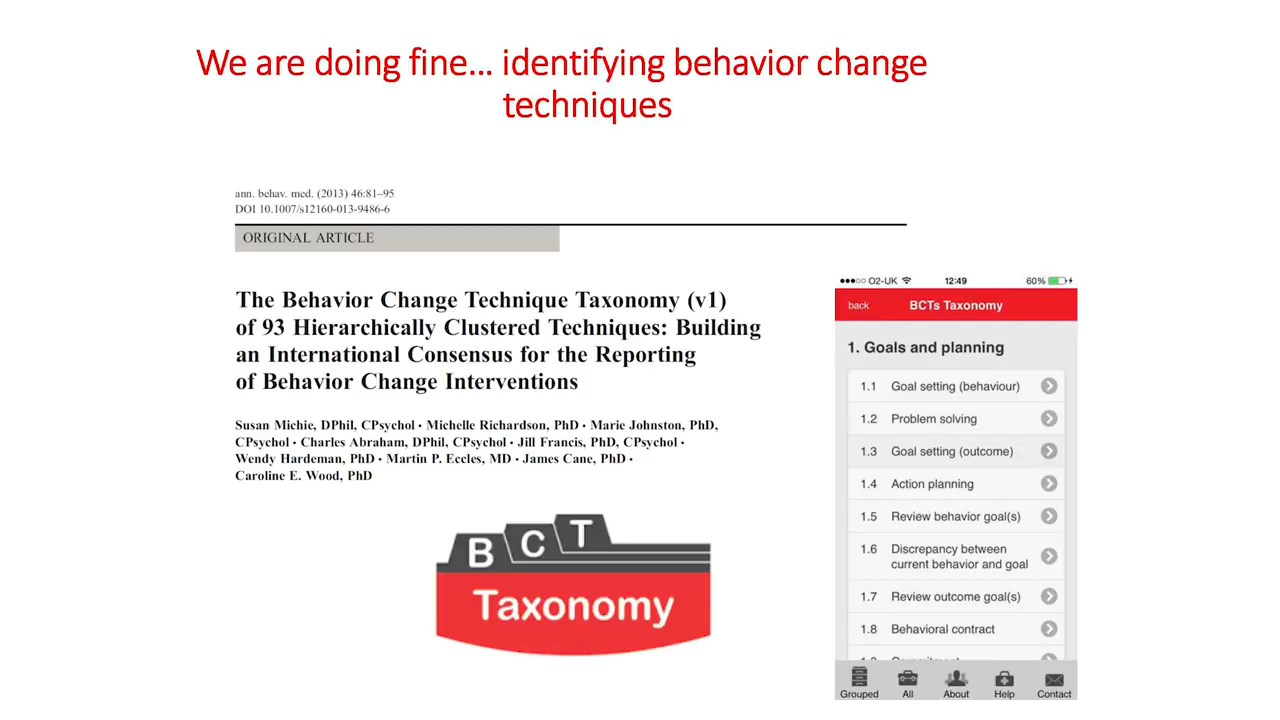 We are doing fine... identifying behavior change
techniques
ann. behav. med. (2013) 46:81–95
DOI 10.1007/s12160-013-9486-6
ORIGINAL ARTICLE
The Behavior Change Technique Taxonomy (v1)
of 93 Hierarchically Clustered Techniques: Building
an International Consensus for the Reporting
of Behavior Change Interventions
Susan Michie, DPhil, CPsychol • Michelle Richardson, PhD • Marie Johnston, PhD,
CPsychol • Charles Abraham, DPhil, CPsychol • Jill Francis, PhD, CPsychol •
Wendy Hardeman, PhD • Martin P. Eccles, MD • James Cane, PhD •
Caroline E. Wood, PhD
B C T
Taxonomy
O2-UK 12:49 60%
back BCTs Taxonomy
1. Goals and planning
1.1 Goal setting (behaviour)
1.2 Problem solving
1.3 Goal setting (outcome)
1.4 Action planning
1.5 Review behavior goal(s)
1.6 Discrepancy between
current behavior and goal
1.7 Review outcome goal(s)
1.8 Behavioral contract
Grouped All About Help Contact